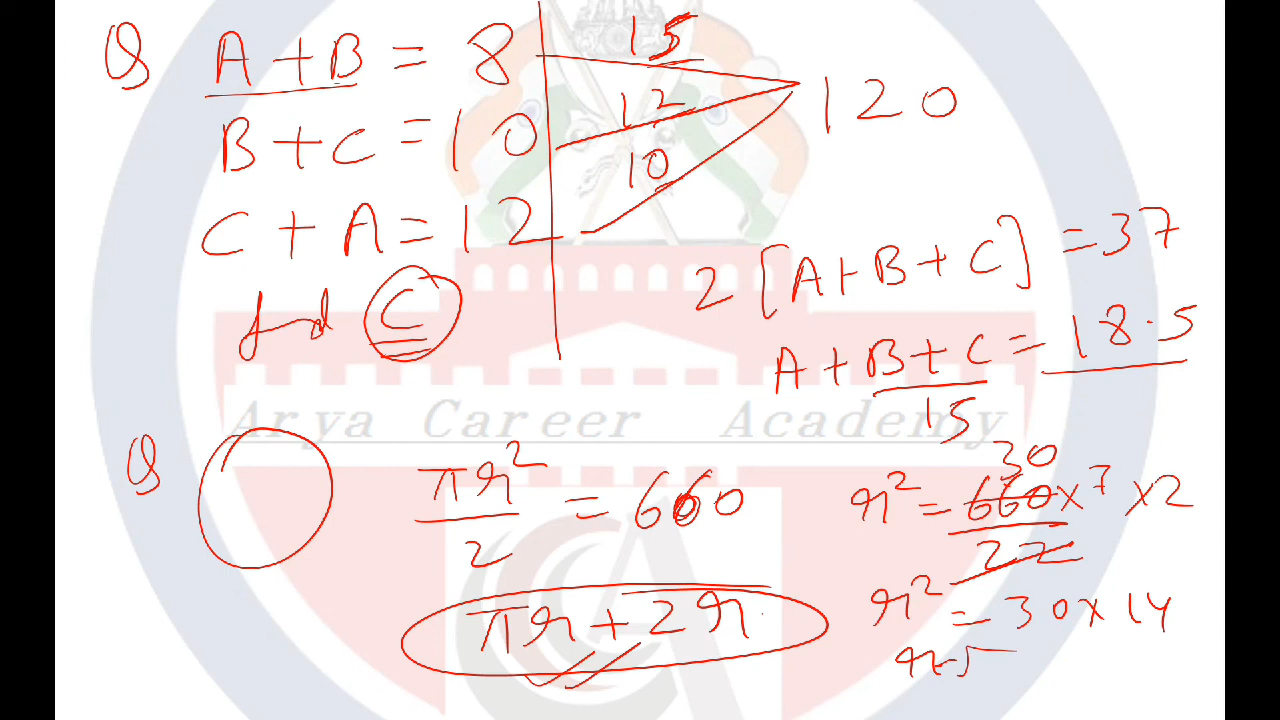 Q A + B = 8
B + C = 10
C + A = 12
find C
15
12
10
120
2 [A + B + C] = 37
A + B + C = 18.5
15
Arya Career Academy
Q πr²/2 = 660
πr + 2r
30
r² = 660 × 7 × 2
22
r² = 30 × 14
r = √